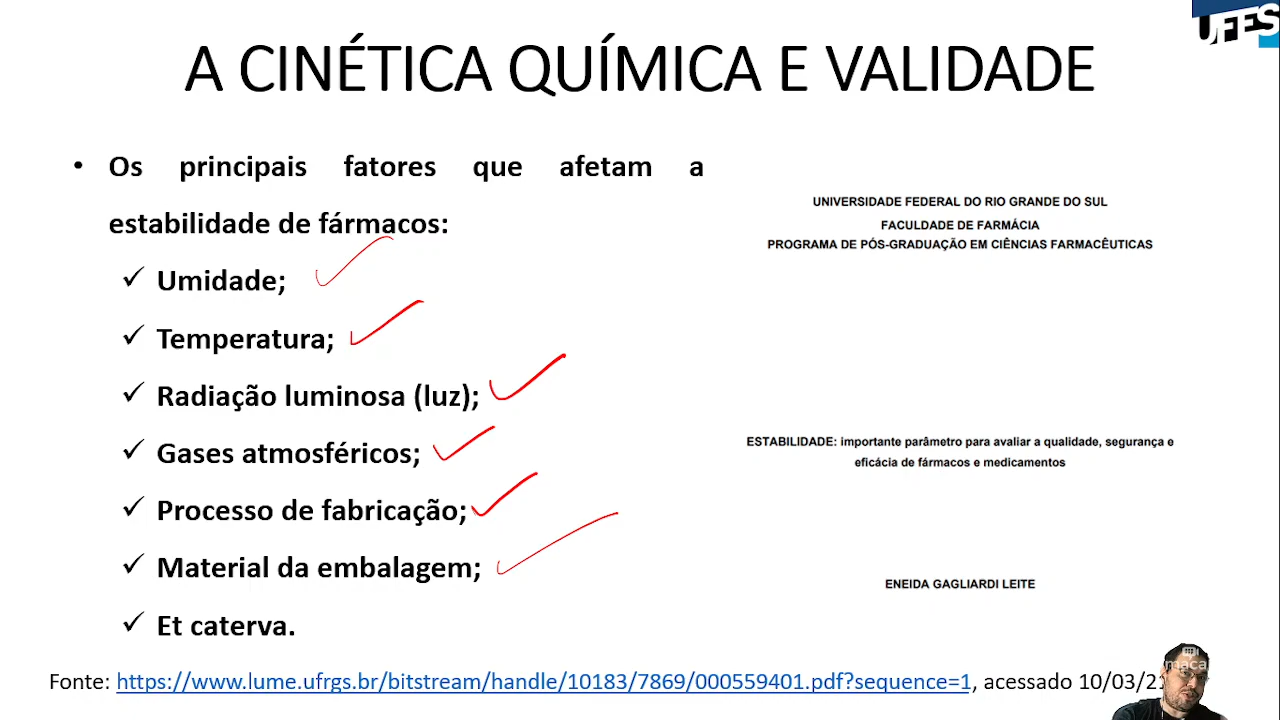 UFES
A CINÉTICA QUÍMICA E VALIDADE
• Os principais fatores que afetam a
estabilidade de fármacos:
✓ Umidade;
✓ Temperatura;
✓ Radiação luminosa (luz);
✓ Gases atmosféricos;
✓ Processo de fabricação;
✓ Material da embalagem;
✓ Et caterva.
UNIVERSIDADE FEDERAL DO RIO GRANDE DO SUL
FACULDADE DE FARMÁCIA
PROGRAMA DE PÓS-GRADUAÇÃO EM CIÊNCIAS FARMACÊUTICAS
ESTABILIDADE: importante parâmetro para avaliar a qualidade, segurança e
eficácia de fármacos e medicamentos
ENEIDA GAGLIARDI LEITE
Fonte: https://www.lume.ufrgs.br/bitstream/handle/10183/7869/000559401.pdf?sequence=1, acessado 10/03/21